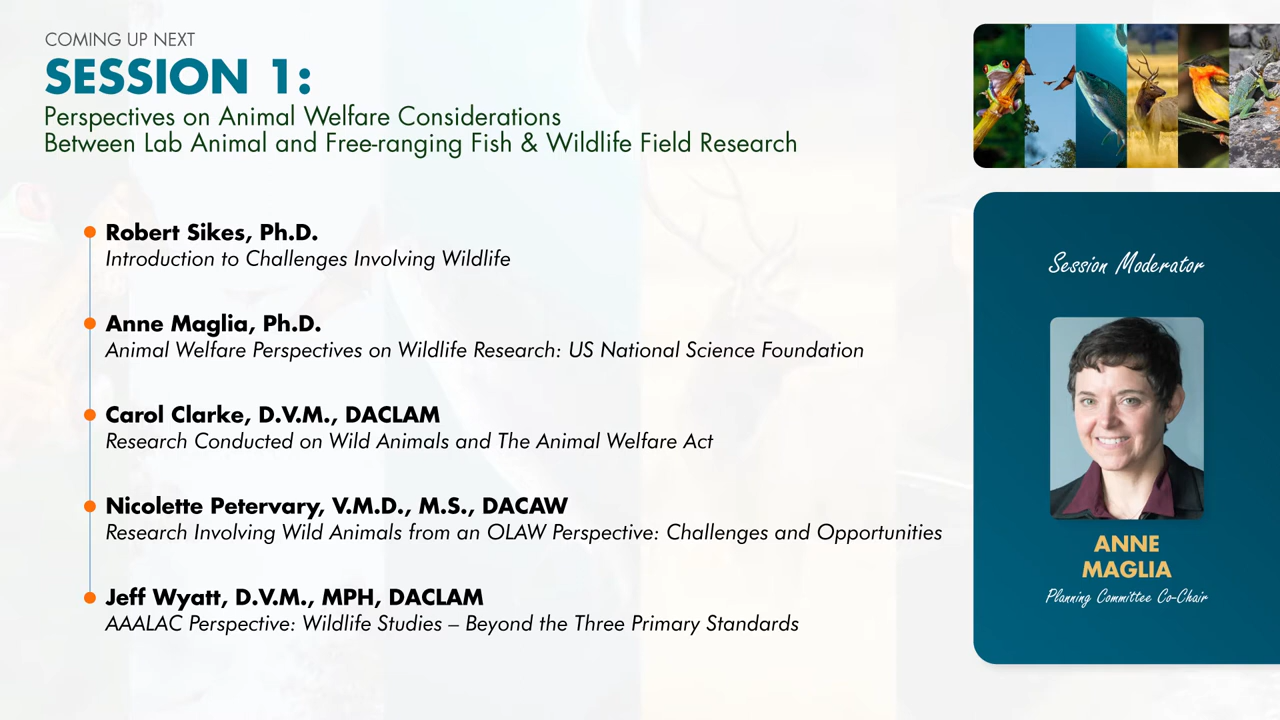 COMING UP NEXT
SESSION 1:
Perspectives on Animal Welfare Considerations
Between Lab Animal and Free-ranging Fish & Wildlife Field Research
Robert Sikes, Ph.D.
Introduction to Challenges Involving Wildlife
Anne Maglia, Ph.D.
Animal Welfare Perspectives on Wildlife Research: US National Science Foundation
Carol Clarke, D.V.M., DACLAM
Research Conducted on Wild Animals and The Animal Welfare Act
Nicolette Petervary, V.M.D., M.S., DACAW
Research Involving Wild Animals from an OLAW Perspective: Challenges and Opportunities
Jeff Wyatt, D.V.M., MPH, DACLAM
AAALAC Perspective: Wildlife Studies – Beyond the Three Primary Standards
Session Moderator
ANNE
MAGLIA
Planning Committee Co-Chair